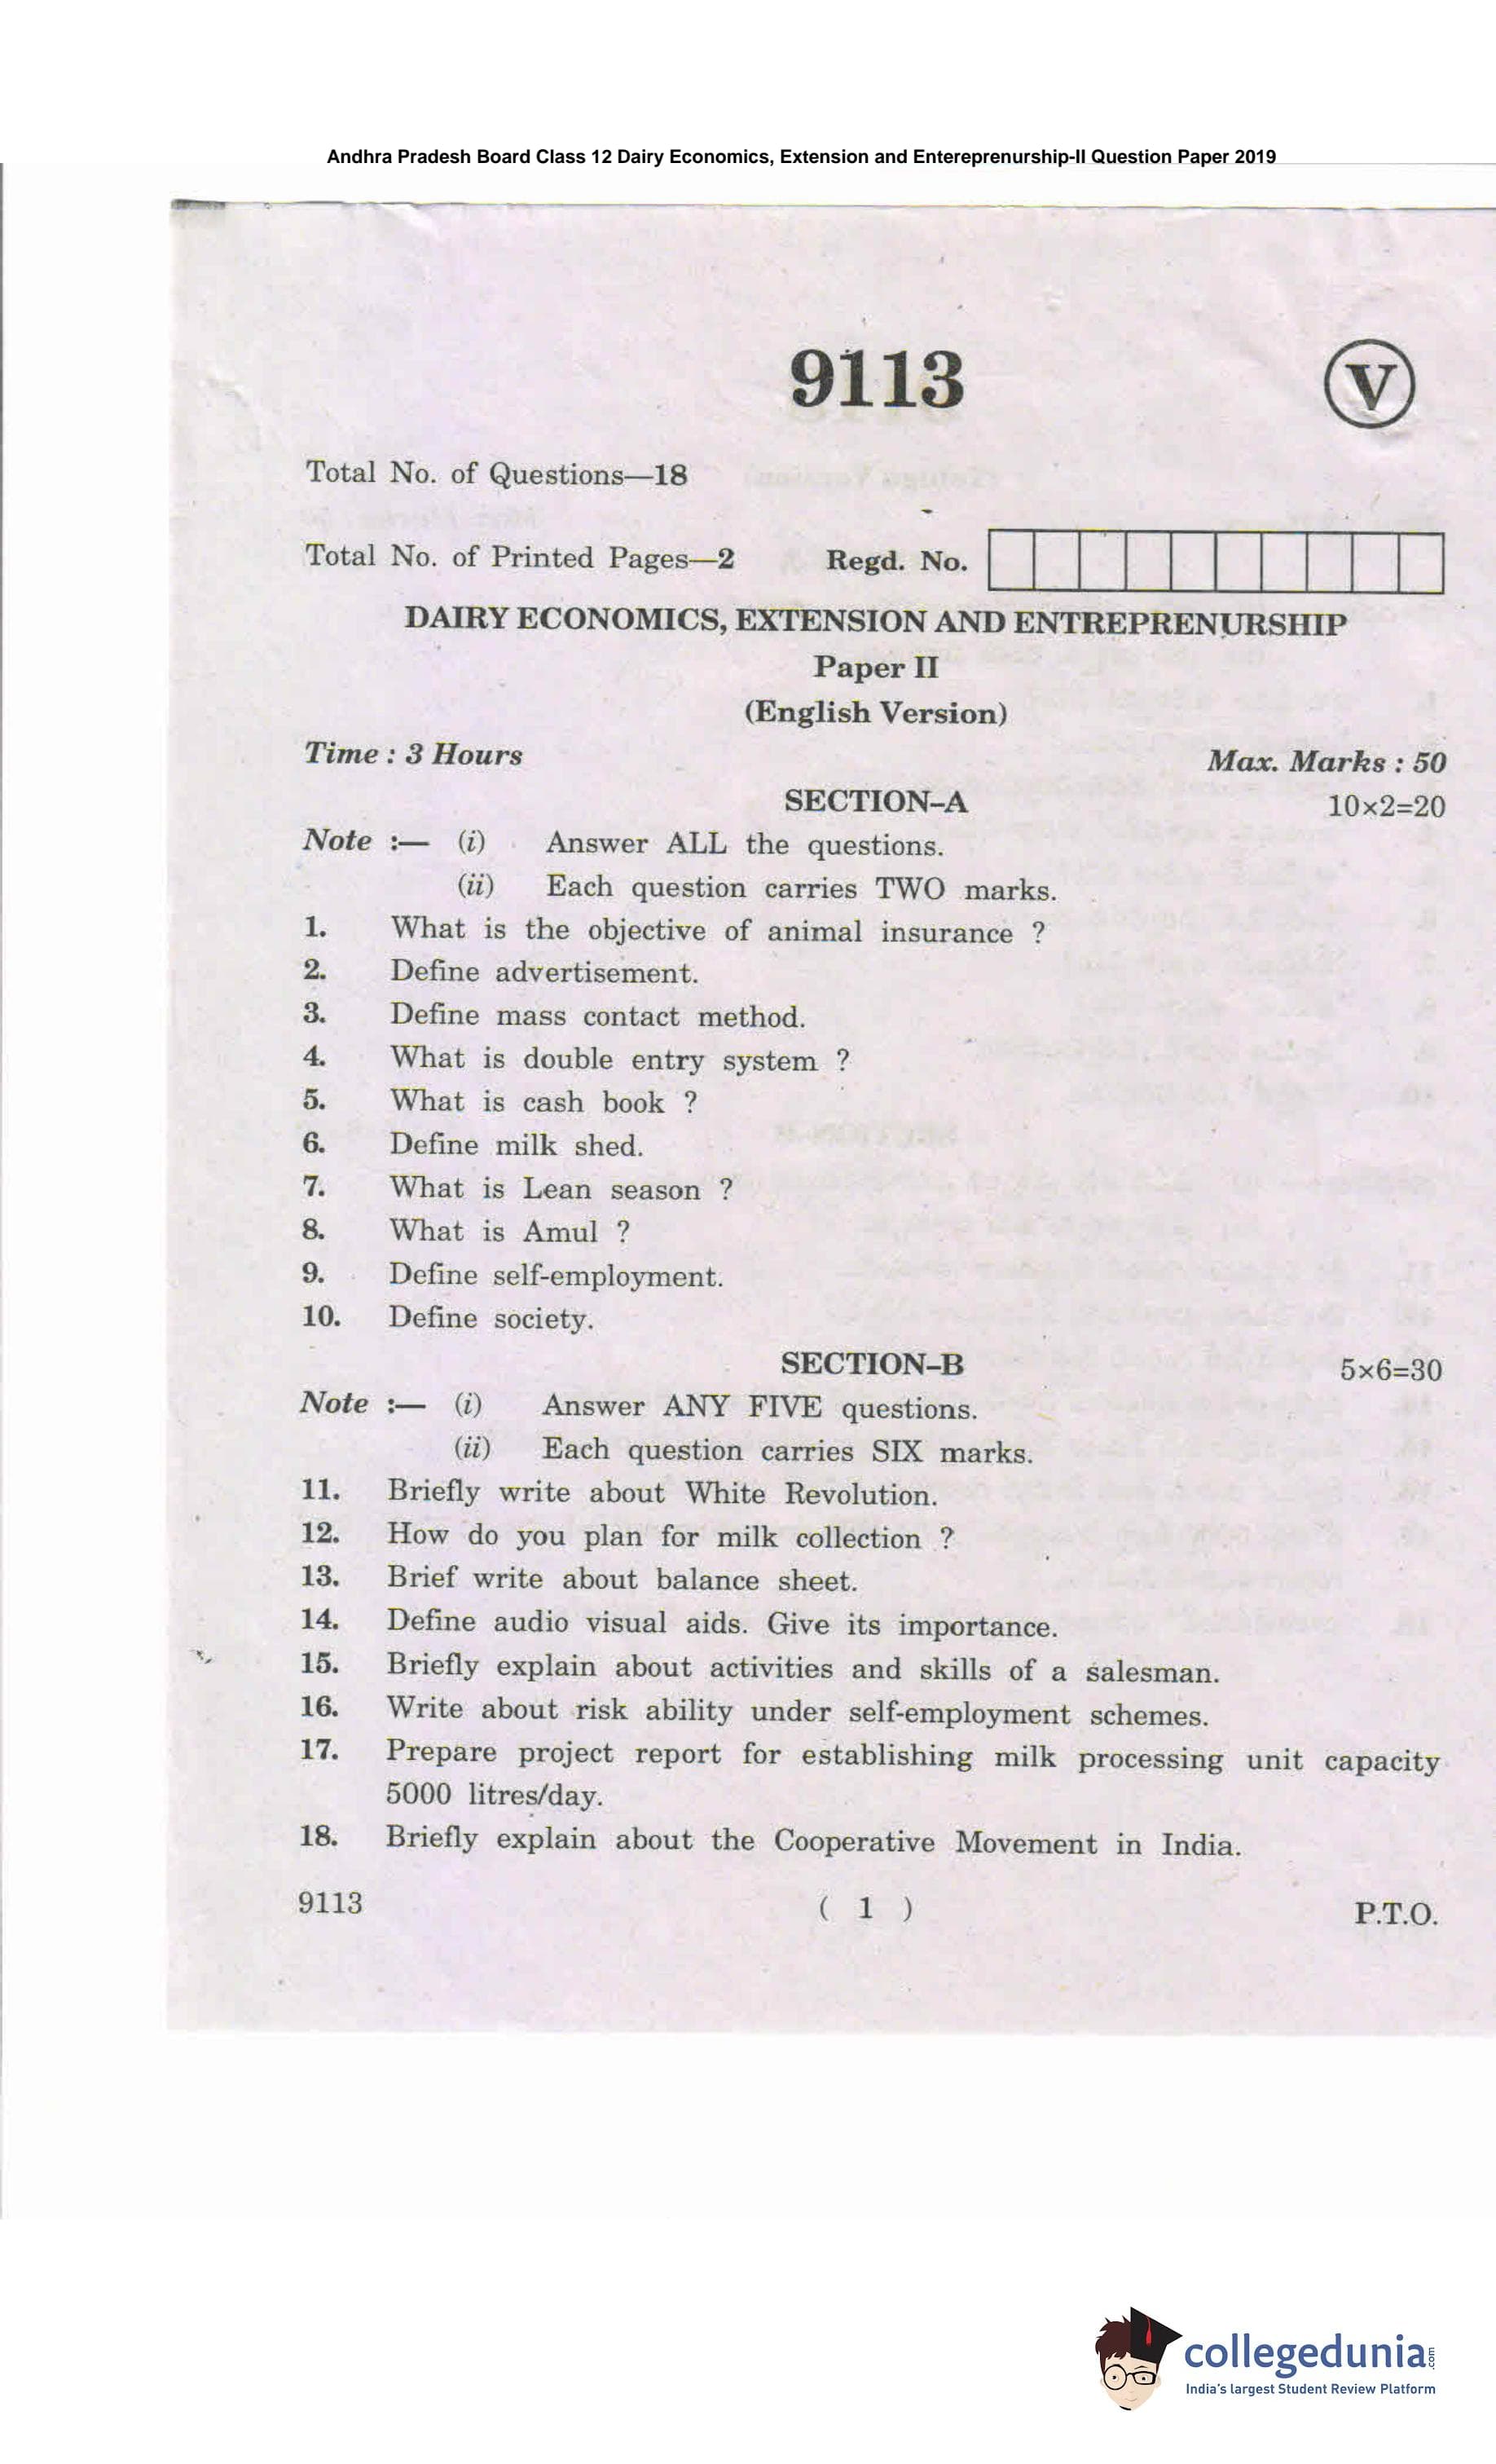 Andhra Pradesh Board Class 12 Dairy Economics, Extension and Entereprenurship-II Question Paper 2019
9113
V
Total No. of Questions—18
Total No. of Printed Pages—2 Regd. No.
DAIRY ECONOMICS, EXTENSION AND ENTREPRENURSHIP
Paper II
(English Version)
Time : 3 Hours Max. Marks : 50
SECTION–A 10×2=20
Note :— (i) Answer ALL the questions.
(ii) Each question carries TWO marks.
1. What is the objective of animal insurance ?
2. Define advertisement.
3. Define mass contact method.
4. What is double entry system ?
5. What is cash book ?
6. Define milk shed.
7. What is Lean season ?
8. What is Amul ?
9. Define self-employment.
10. Define society.
SECTION–B 5×6=30
Note :— (i) Answer ANY FIVE questions.
(ii) Each question carries SIX marks.
11. Briefly write about White Revolution.
12. How do you plan for milk collection ?
13. Brief write about balance sheet.
14. Define audio visual aids. Give its importance.
15. Briefly explain about activities and skills of a salesman.
16. Write about risk ability under self-employment schemes.
17. Prepare project report for establishing milk processing unit capacity
5000 litres/day.
18. Briefly explain about the Cooperative Movement in India.
9113 ( 1 ) P.T.O.
collegedunia.com
India's largest Student Review Platform